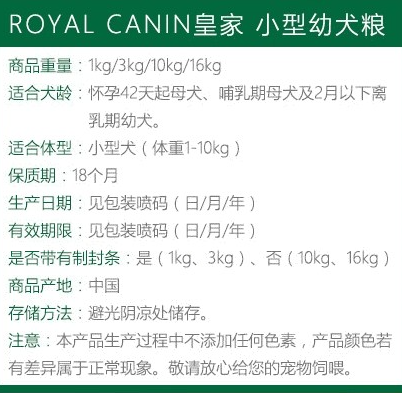 ROYAL CANIN皇家 小型幼犬粮
商品重量：1kg/3kg/10kg/16kg
适合犬龄：怀孕42天起母犬、哺乳期母犬及2月以下离
乳期幼犬。
适合体型：小型犬（体重1-10kg）
保质期：18个月
生产日期：见包装喷码（日/月/年）
有效期限：见包装喷码（日/月/年）
是否带有制封条：是（1kg、3kg）、否（10kg、16kg）
商品产地：中国
存储方法：避光阴凉处储存。
注意：本产品生产过程中不添加任何色素，产品颜色若
有差异属于正常现象。敬请放心给您的宠物饲喂。